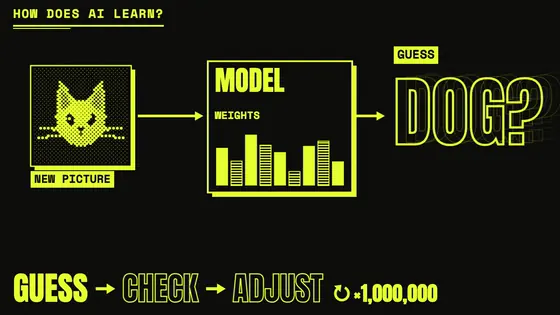 HOW DOES AI LEARN?
GUESS
MODEL
DOG?
WEIGHTS
NEW PICTURE
GUESS → CHECK → ADJUST ↻ ×1,000,000